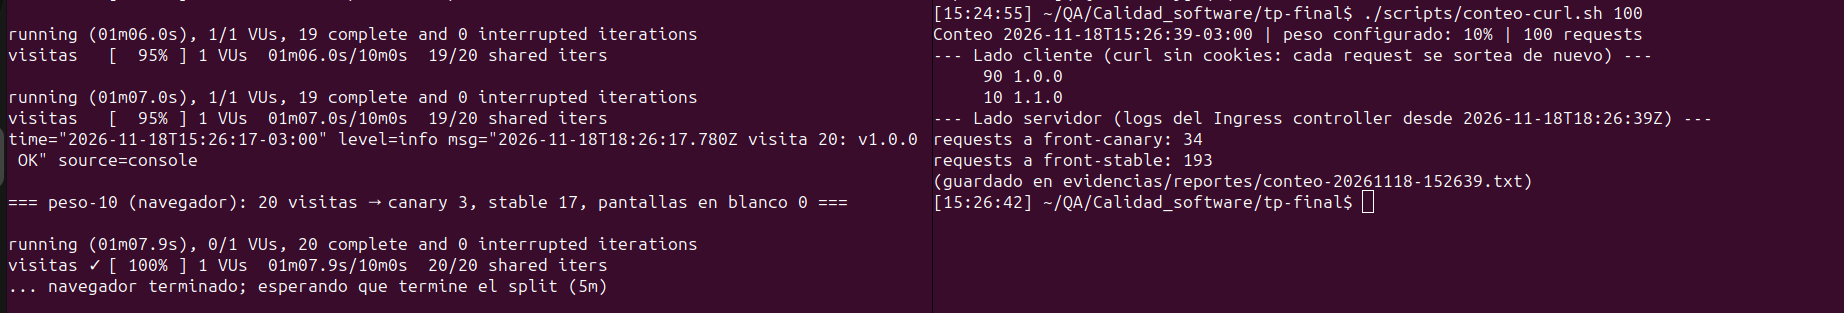 running (01m06.0s), 1/1 VUs, 19 complete and 0 interrupted iterations
visitas   [  95% ] 1 VUs  01m06.0s/10m0s  19/20 shared iters
running (01m07.0s), 1/1 VUs, 19 complete and 0 interrupted iterations
visitas   [  95% ] 1 VUs  01m07.0s/10m0s  19/20 shared iters
time="2026-11-18T15:26:17-03:00" level=info msg="2026-11-18T18:26:17.780Z visita 20: v1.0.0
 OK" source=console
=== peso-10 (navegador): 20 visitas → canary 3, stable 17, pantallas en blanco 0 ===
running (01m07.9s), 0/1 VUs, 20 complete and 0 interrupted iterations
visitas ✓ [ 100% ] 1 VUs  01m07.9s/10m0s  20/20 shared iters
... navegador terminado; esperando que termine el split (5m)
[15:24:55] ~/QA/Calidad_software/tp-final$ ./scripts/conteo-curl.sh 100
Conteo 2026-11-18T15:26:39-03:00 | peso configurado: 10% | 100 requests
--- Lado cliente (curl sin cookies: cada request se sortea de nuevo) ---
     90 1.0.0
     10 1.1.0
--- Lado servidor (logs del Ingress controller desde 2026-11-18T18:26:39Z) ---
requests a front-canary: 34
requests a front-stable: 193
(guardado en evidencias/reportes/conteo-20261118-152639.txt)
[15:26:42] ~/QA/Calidad_software/tp-final$